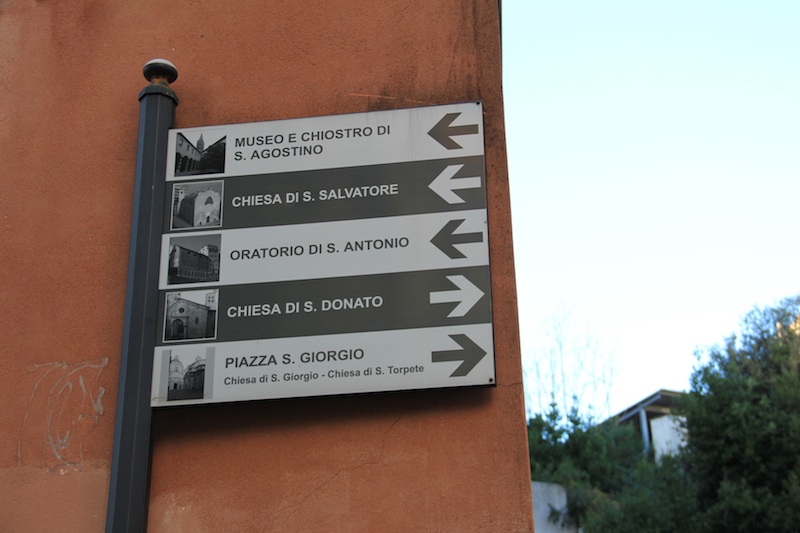 MUSEO E CHIOSTRO DI
S. AGOSTINO
CHIESA DI S. SALVATORE
ORATORIO DI S. ANTONIO
CHIESA DI S. DONATO
PIAZZA S. GIORGIO
Chiesa di S. Giorgio - Chiesa di S. Torpete